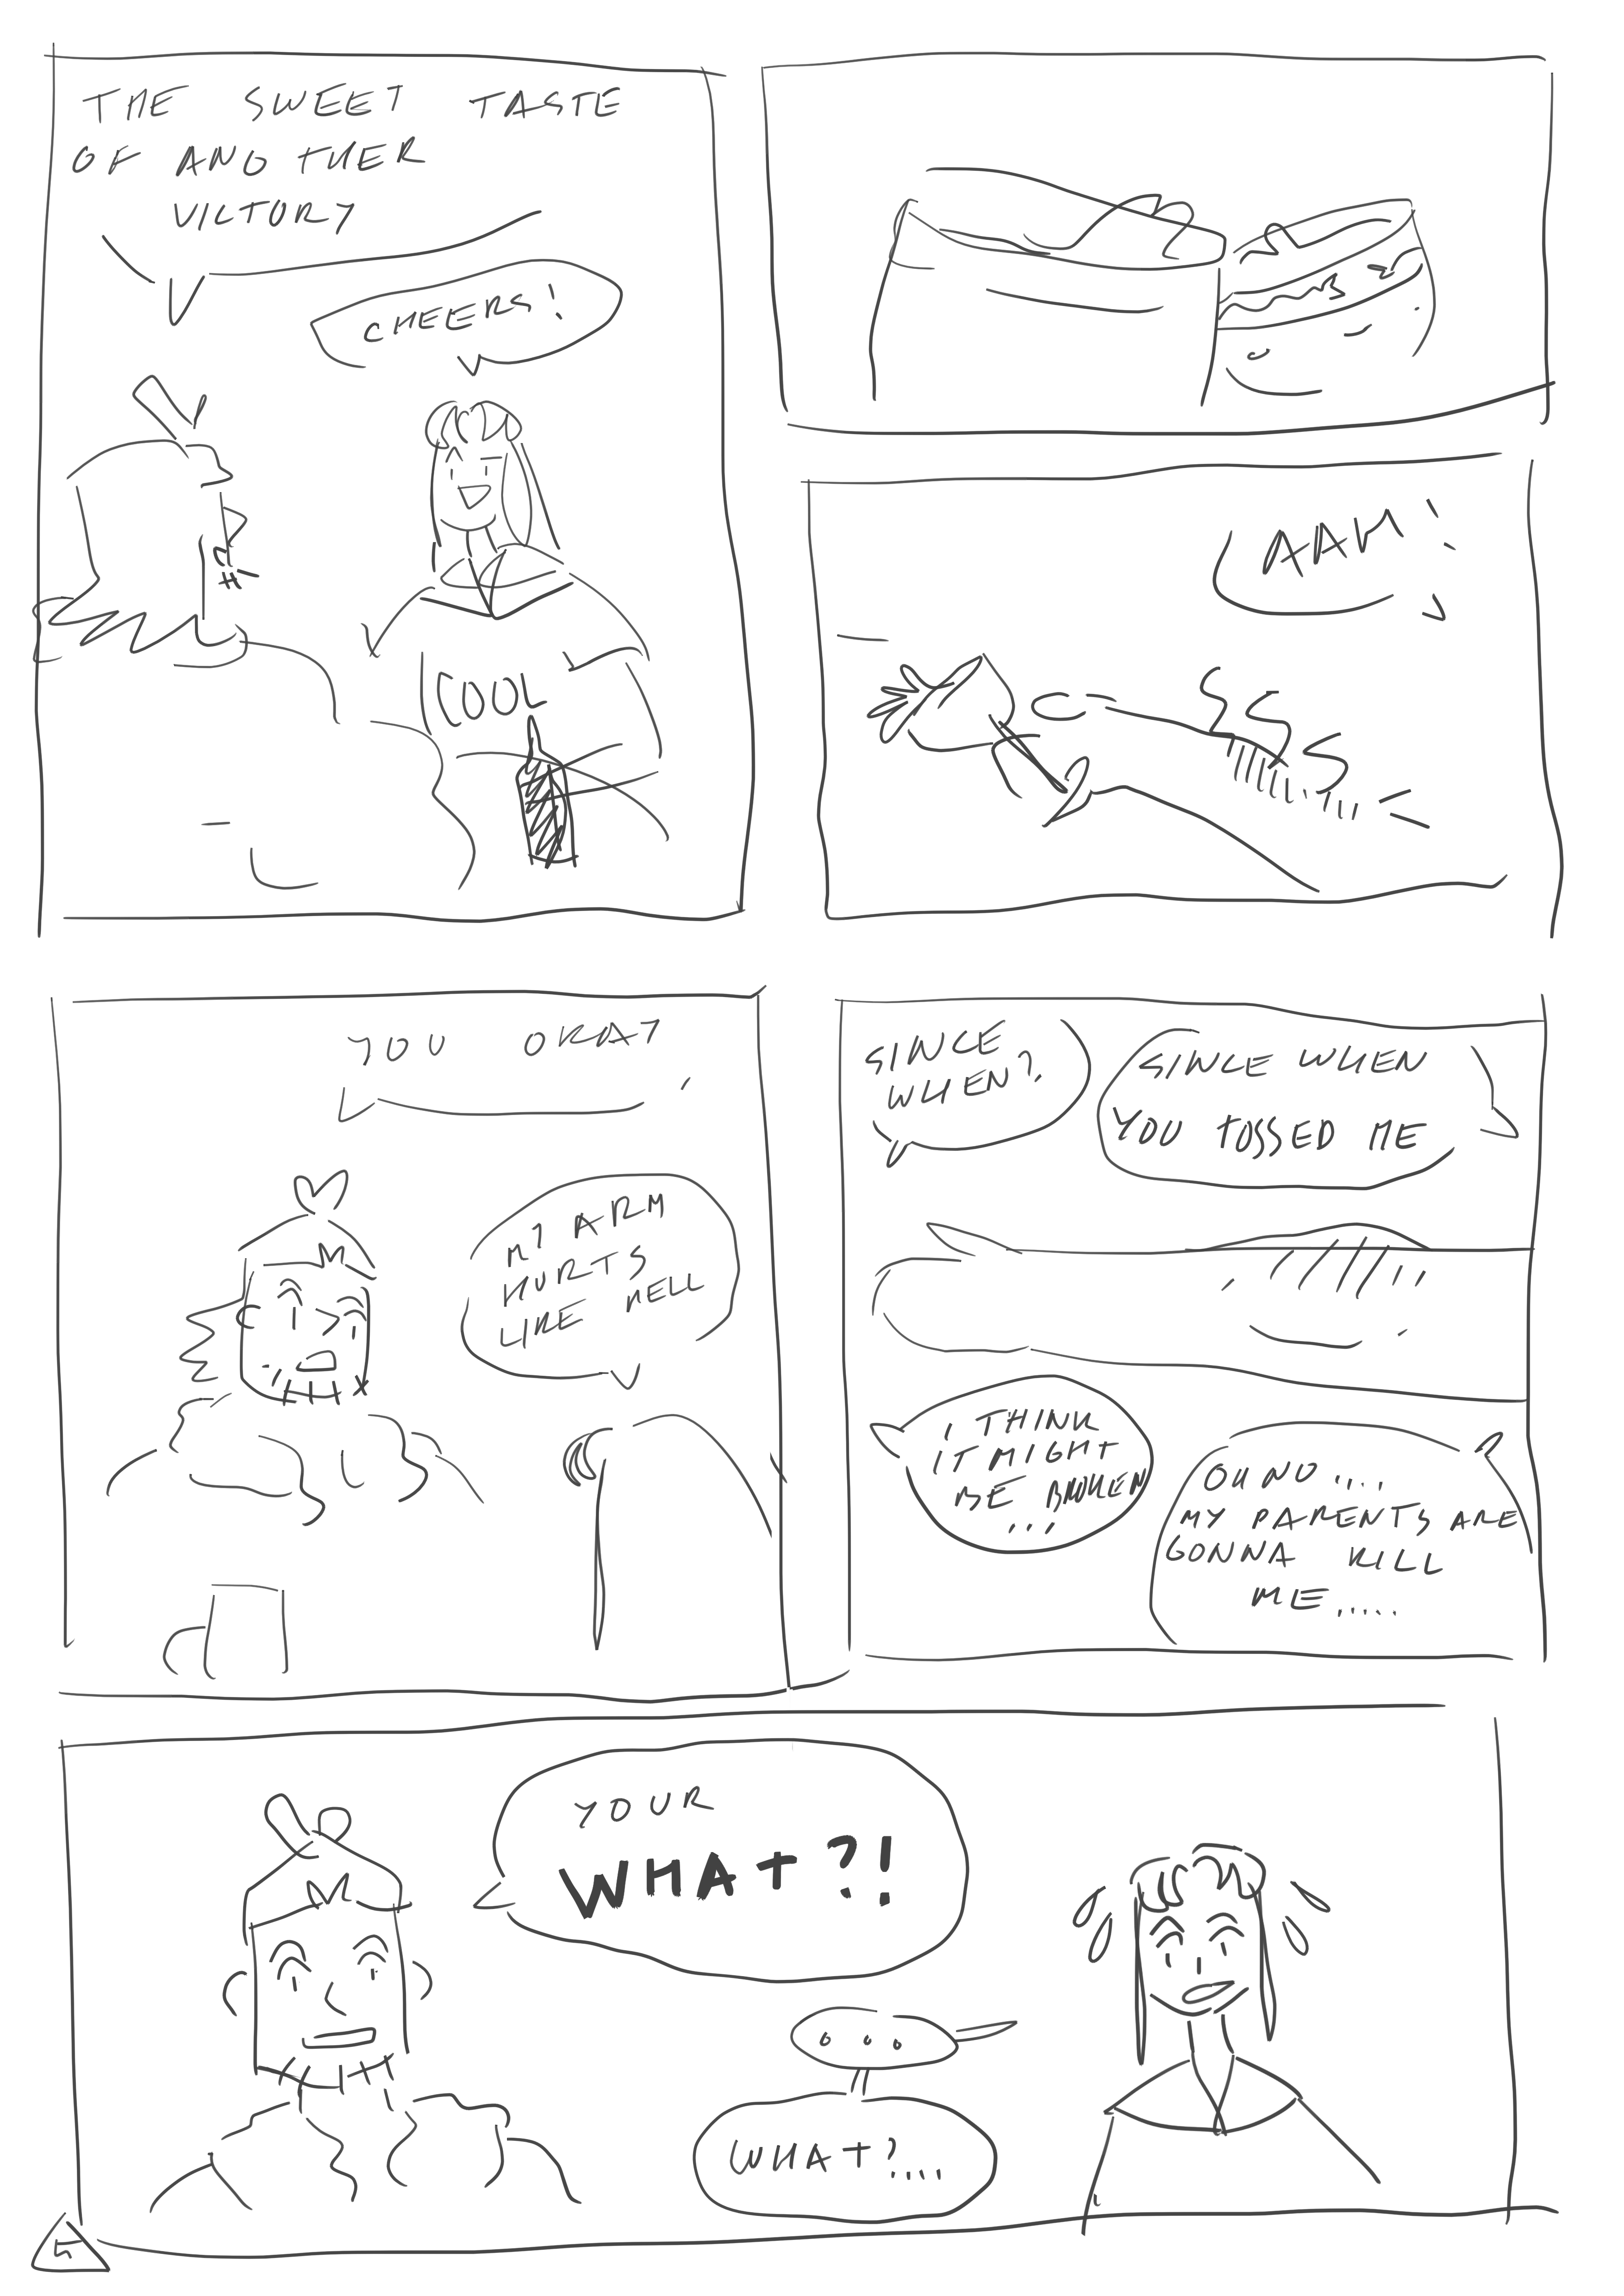 THE SWEET TASTE
OF ANOTHER
VICTORY
CHEERS!
COOL
AAH!
YOU OKAY
MY ARM
HURTS
LIKE HELL
SINCE
WHEN?
SINCE WHEN
YOU TOSSED ME
I THINK
IT MIGHT
BE BROKEN
...
OH NO....
MY PARENTS ARE
GONNA KILL
ME.....
YOUR
WHAT?!
...
WHAT?....